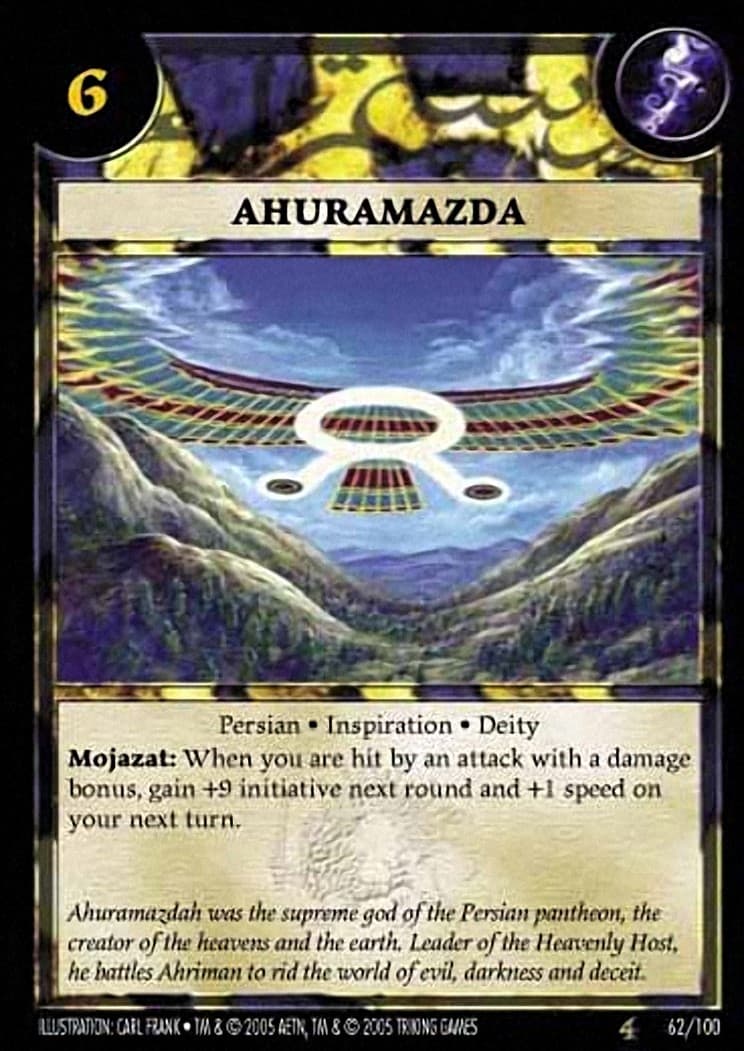 6
AHURAMAZDA
Persian • Inspiration • Deity
Mojazat: When you are hit by an attack with a damage
bonus, gain +9 initiative next round and +1 speed on
your next turn.
Ahuramazdah was the supreme god of the Persian pantheon, the
creator of the heavens and the earth. Leader of the Heavenly Host,
he battles Ahriman to rid the world of evil, darkness and deceit.
ILLUSTRATION: CARL FRANK • TM & © 2005 AETN, TM & © 2005 TRIKING GAMES
4 62/100